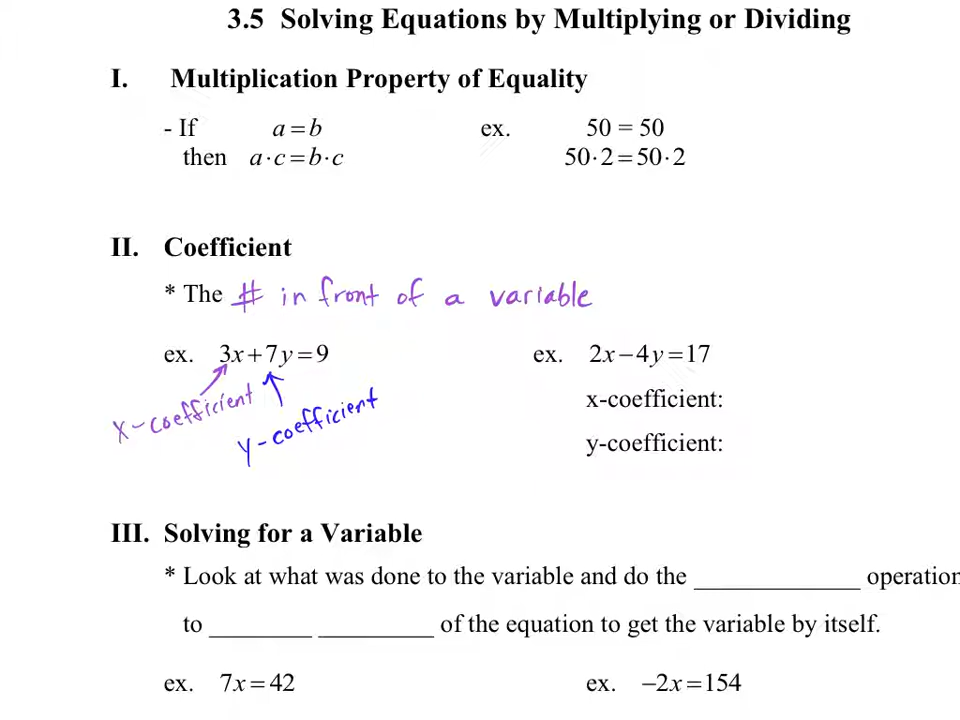 3.5 Solving Equations by Multiplying or Dividing
I. Multiplication Property of Equality
- If a = b ex. 50 = 50
then a · c = b · c 50 · 2 = 50 · 2
II. Coefficient
* The # in front of a variable
ex. 3x + 7y = 9 ex. 2x − 4y = 17
x-coefficient x-coefficient:
y-coefficient y-coefficient:
III. Solving for a Variable
* Look at what was done to the variable and do the _____________ operation
to ________ _________ of the equation to get the variable by itself.
ex. 7x = 42 ex. −2x = 154